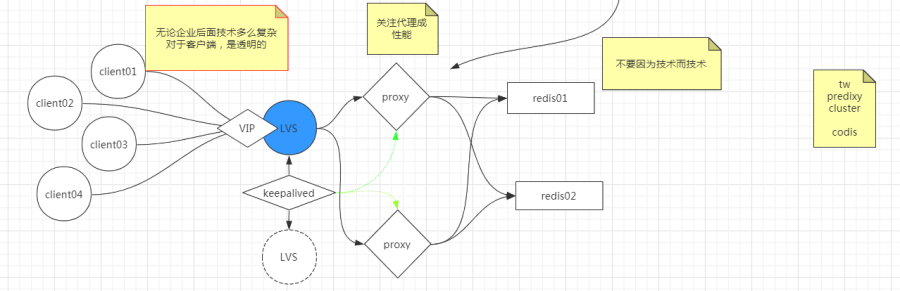 无论企业后面技术多么复杂
对于客户端，是透明的
关注代理成
性能
不要因为技术而技术
client01
client02
client03
client04
VIP
LVS
keepalived
LVS
proxy
proxy
redis01
redis02
tw
predixy
cluster
codis